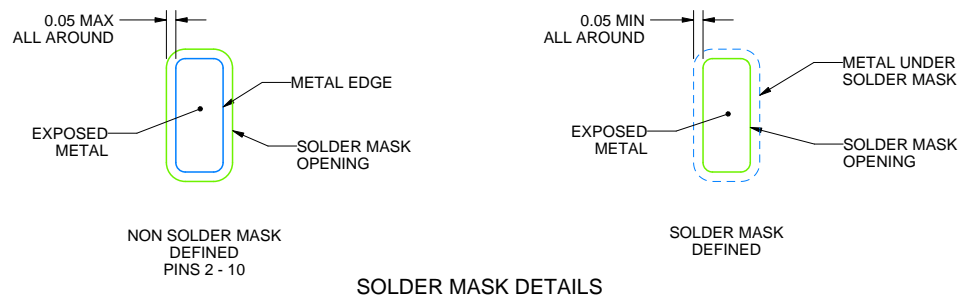 0.05 MAX
ALL AROUND
METAL EDGE
EXPOSED
METAL
SOLDER MASK
OPENING
NON SOLDER MASK
DEFINED
PINS 2 - 10
0.05 MIN
ALL AROUND
METAL UNDER
SOLDER MASK
EXPOSED
METAL
SOLDER MASK
OPENING
SOLDER MASK
DEFINED
SOLDER MASK DETAILS